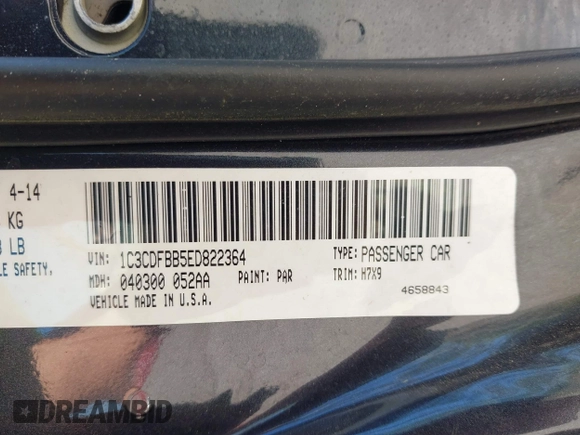 4-14
KG
LB
LE SAFETY,
VIN: 1C3CDFBB5ED822364 TYPE: PASSENGER CAR
MDH: 040300 052AA PAINT: PAR TRIM: H7X9
VEHICLE MADE IN U.S.A. 4658843
DREAMBID